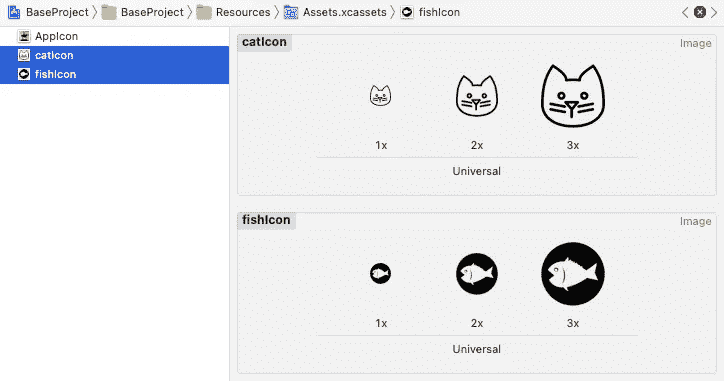 BaseProject BaseProject Resources Assets.xcassets fishIcon
AppIcon
catIcon
fishIcon
catIcon
Image
1x 2x 3x
Universal
fishIcon
Image
1x 2x 3x
Universal